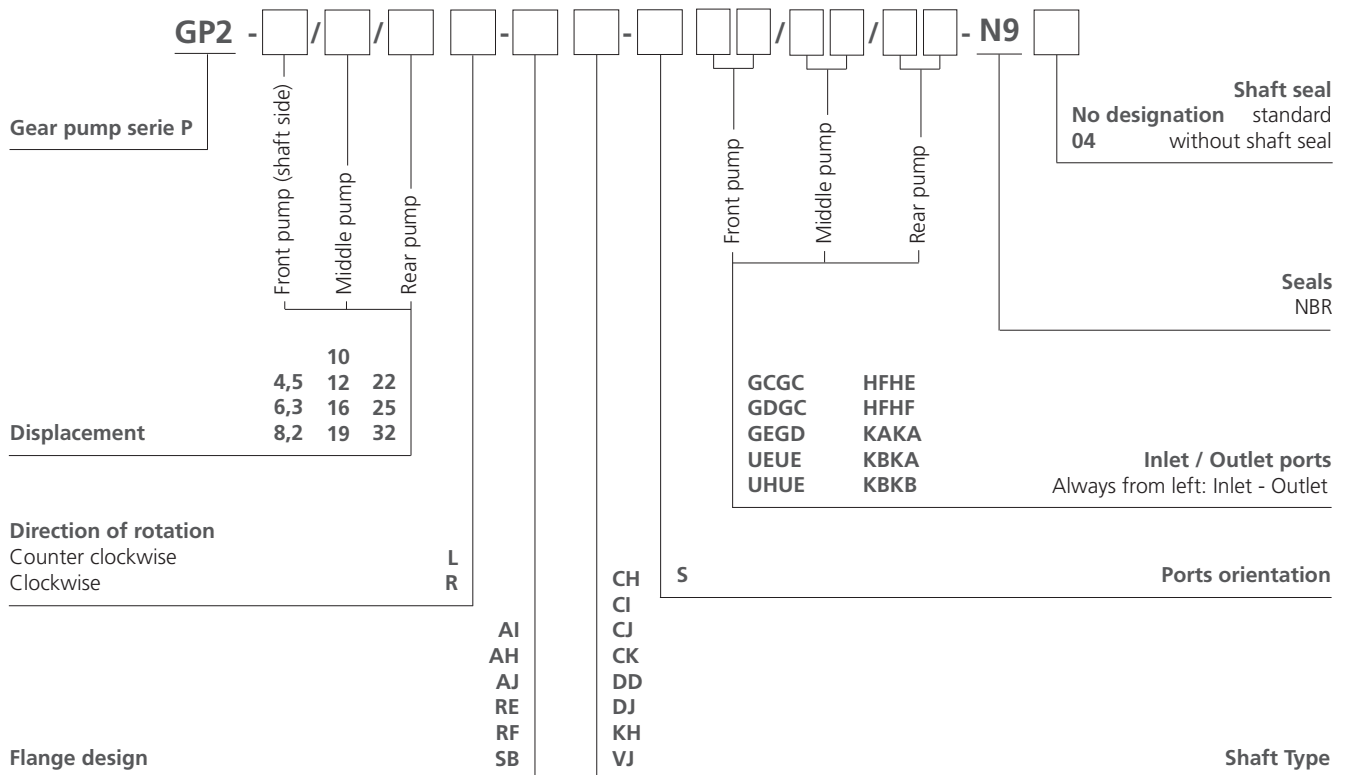 GP2 - / / - - / / - N9
Gear pump serie P
Front pump (shaft side)
Middle pump
Rear pump
Front pump
Middle pump
Rear pump
Shaft seal
No designation standard
04 without shaft seal
Seals
NBR
10
4,5 12 22
6,3 16 25
Displacement 8,2 19 32
GCGC HFHE
GDGC HFHF
GEGD KAKA
UEUE KBKA Inlet / Outlet ports
UHUE KBKB Always from left: Inlet - Outlet
Direction of rotation
Counter clockwise L
Clockwise R
S Ports orientation
AI
AH
AJ
RE
RF
Flange design SB
CH
CI
CJ
CK
DD
DJ
KH
VJ Shaft Type